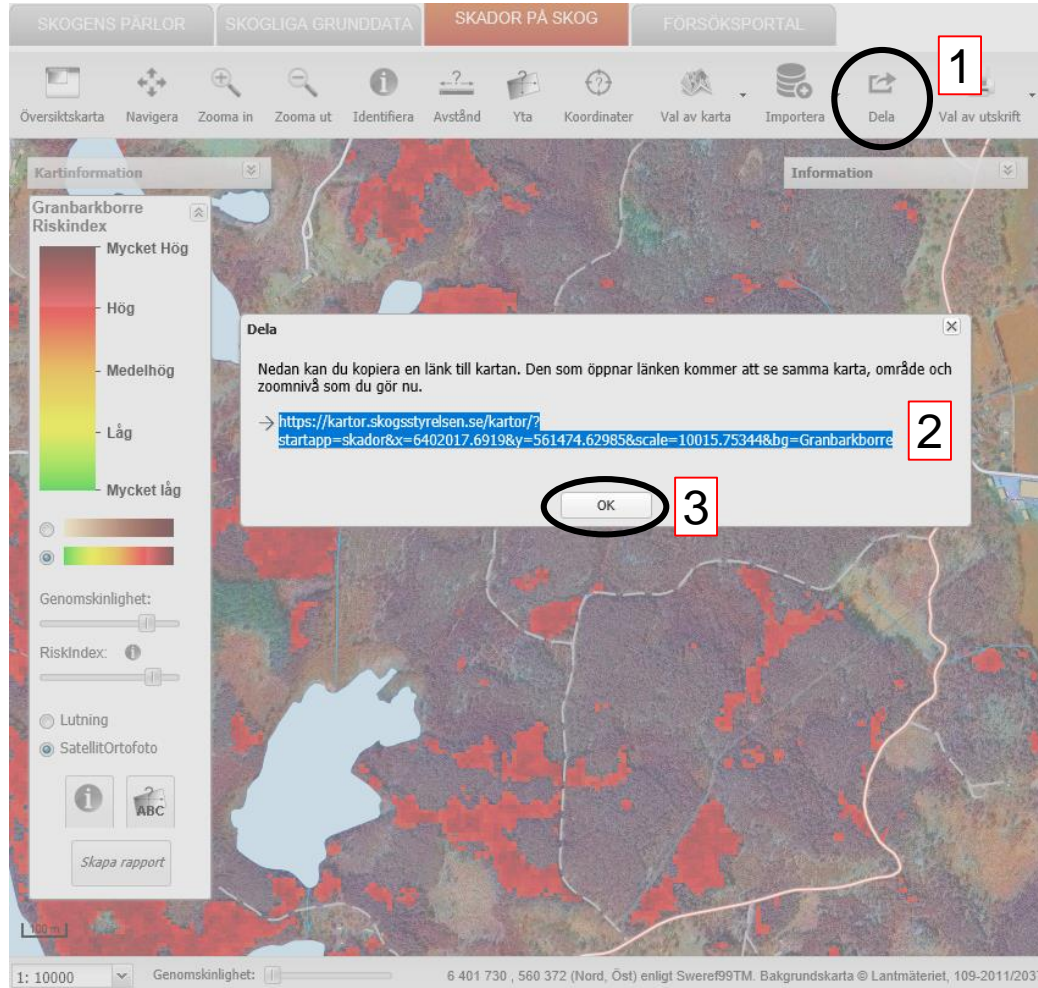 SKOGENS PÄRLOR SKOGLIGA GRUNDDATA SKADOR PÅ SKOG FÖRSÖKSPORTAL
1
Översiktskarta Navigera Zooma in Zooma ut Identifiera Avstånd Yta Koordinater Val av karta Importera Dela Val av utskrift
Kartinformation
Information
Granbarkborre
Riskindex
Mycket Hög
Hög
Medelhög
Låg
Mycket låg
Dela
Nedan kan du kopiera en länk till kartan. Den som öppnar länken kommer att se samma karta, område och
zoomnivå som du gör nu.
https://kartor.skogsstyrelsen.se/kartor/?
startapp=skador&x=6402017.6919&y=561474.62985&scale=10015.75344&bg=Granbarkborre
2
OK
3
Genomskinlighet:
RiskIndex:
Lutning
SatellitOrtofoto
ABC
Skapa rapport
100 m
1: 10000 Genomskinlighet: 6 401 730 , 560 372 (Nord, Öst) enligt Sweref99TM. Bakgrundskarta © Lantmäteriet, 109-2011/203